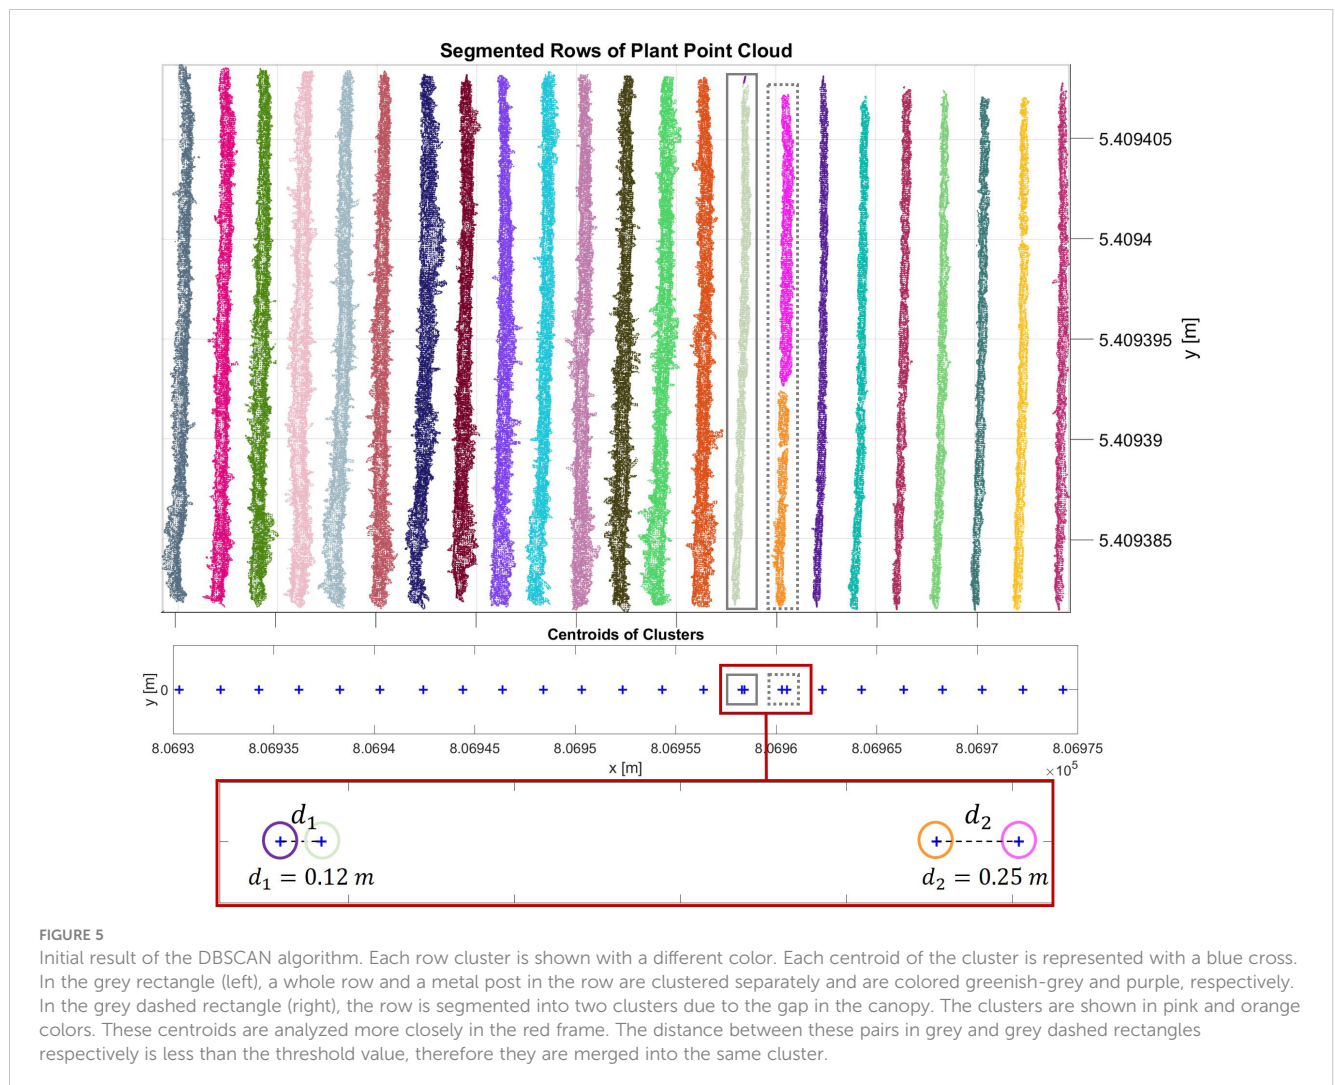 Segmented Rows of Plant Point Cloud
5.409405
5.4094
5.409395
5.40939
5.409385
y [m]
Centroids of Clusters
y [m]
0
8.0693 8.06935 8.0694 8.06945 8.0695 8.06955 8.0696 8.06965 8.0697 8.06975
x [m]
×10⁵
d₁ d₂
d₁ = 0.12 m d₂ = 0.25 m
FIGURE 5
Initial result of the DBSCAN algorithm. Each row cluster is shown with a different color. Each centroid of the cluster is represented with a blue cross.
In the grey rectangle (left), a whole row and a metal post in the row are clustered separately and are colored greenish-grey and purple, respectively.
In the grey dashed rectangle (right), the row is segmented into two clusters due to the gap in the canopy. The clusters are shown in pink and orange
colors. These centroids are analyzed more closely in the red frame. The distance between these pairs in grey and grey dashed rectangles
respectively is less than the threshold value, therefore they are merged into the same cluster.